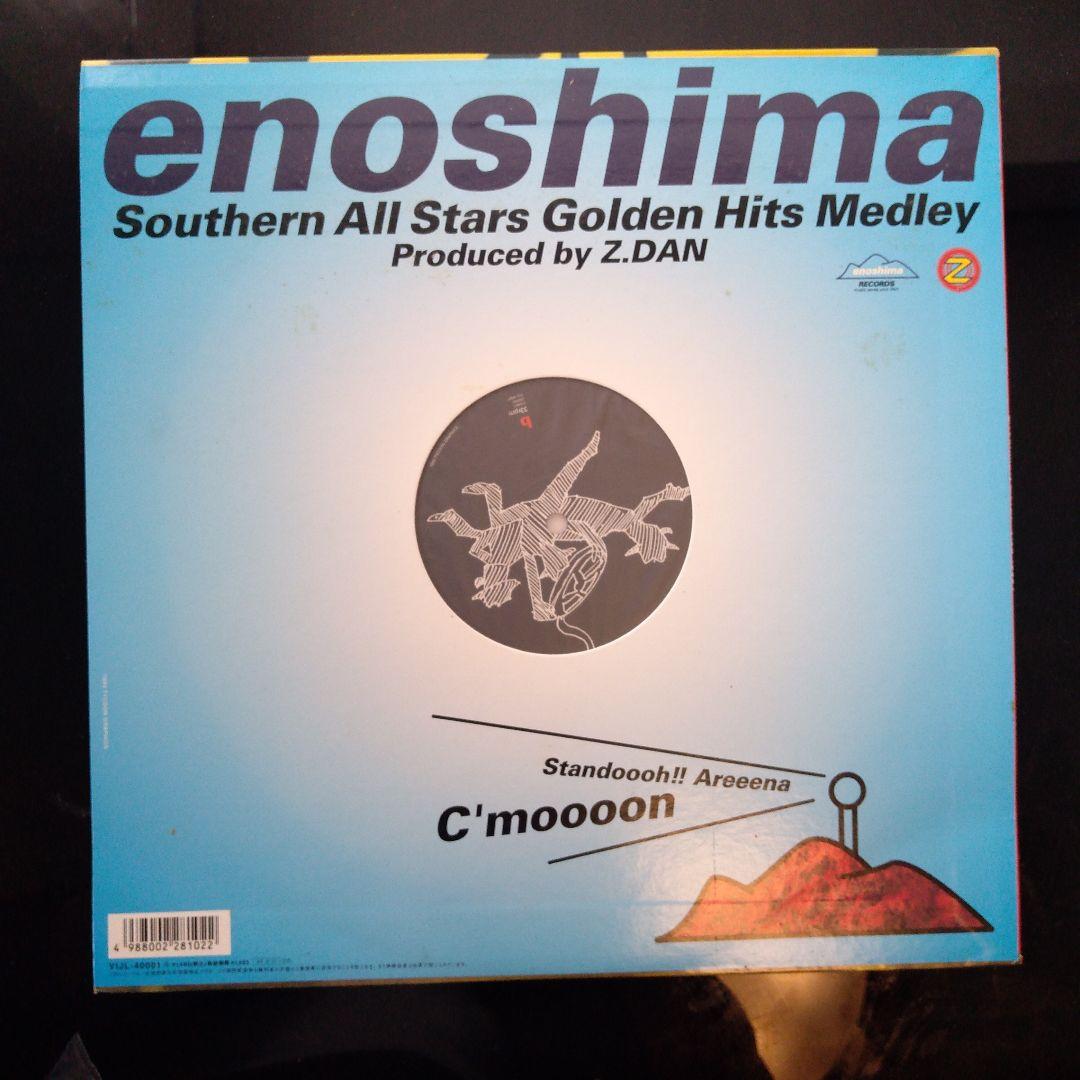 enoshima
Southern All Stars Golden Hits Medley
Produced by Z.DAN
enoshima
RECORDS
Z
b
33rpm
Standoooh!! Areeena
C'moooon
4 988002 281022
VIJL-40001